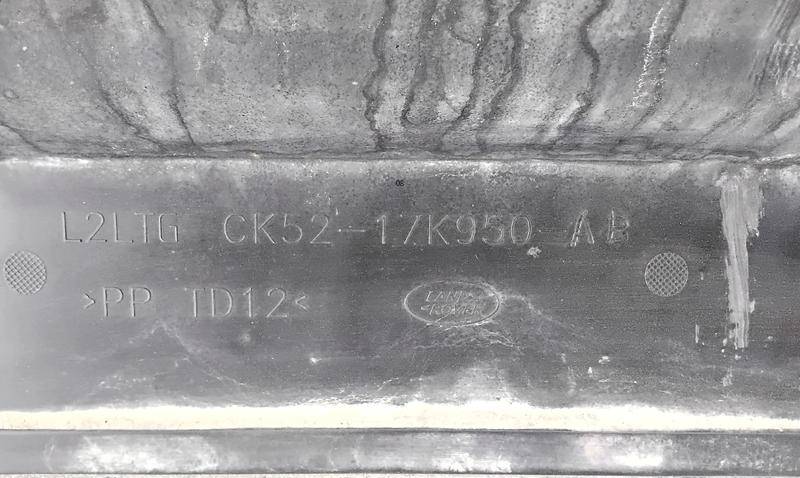 L2LTG CK52-17K950 AB
>PP TD12<
LAND-
ROVER